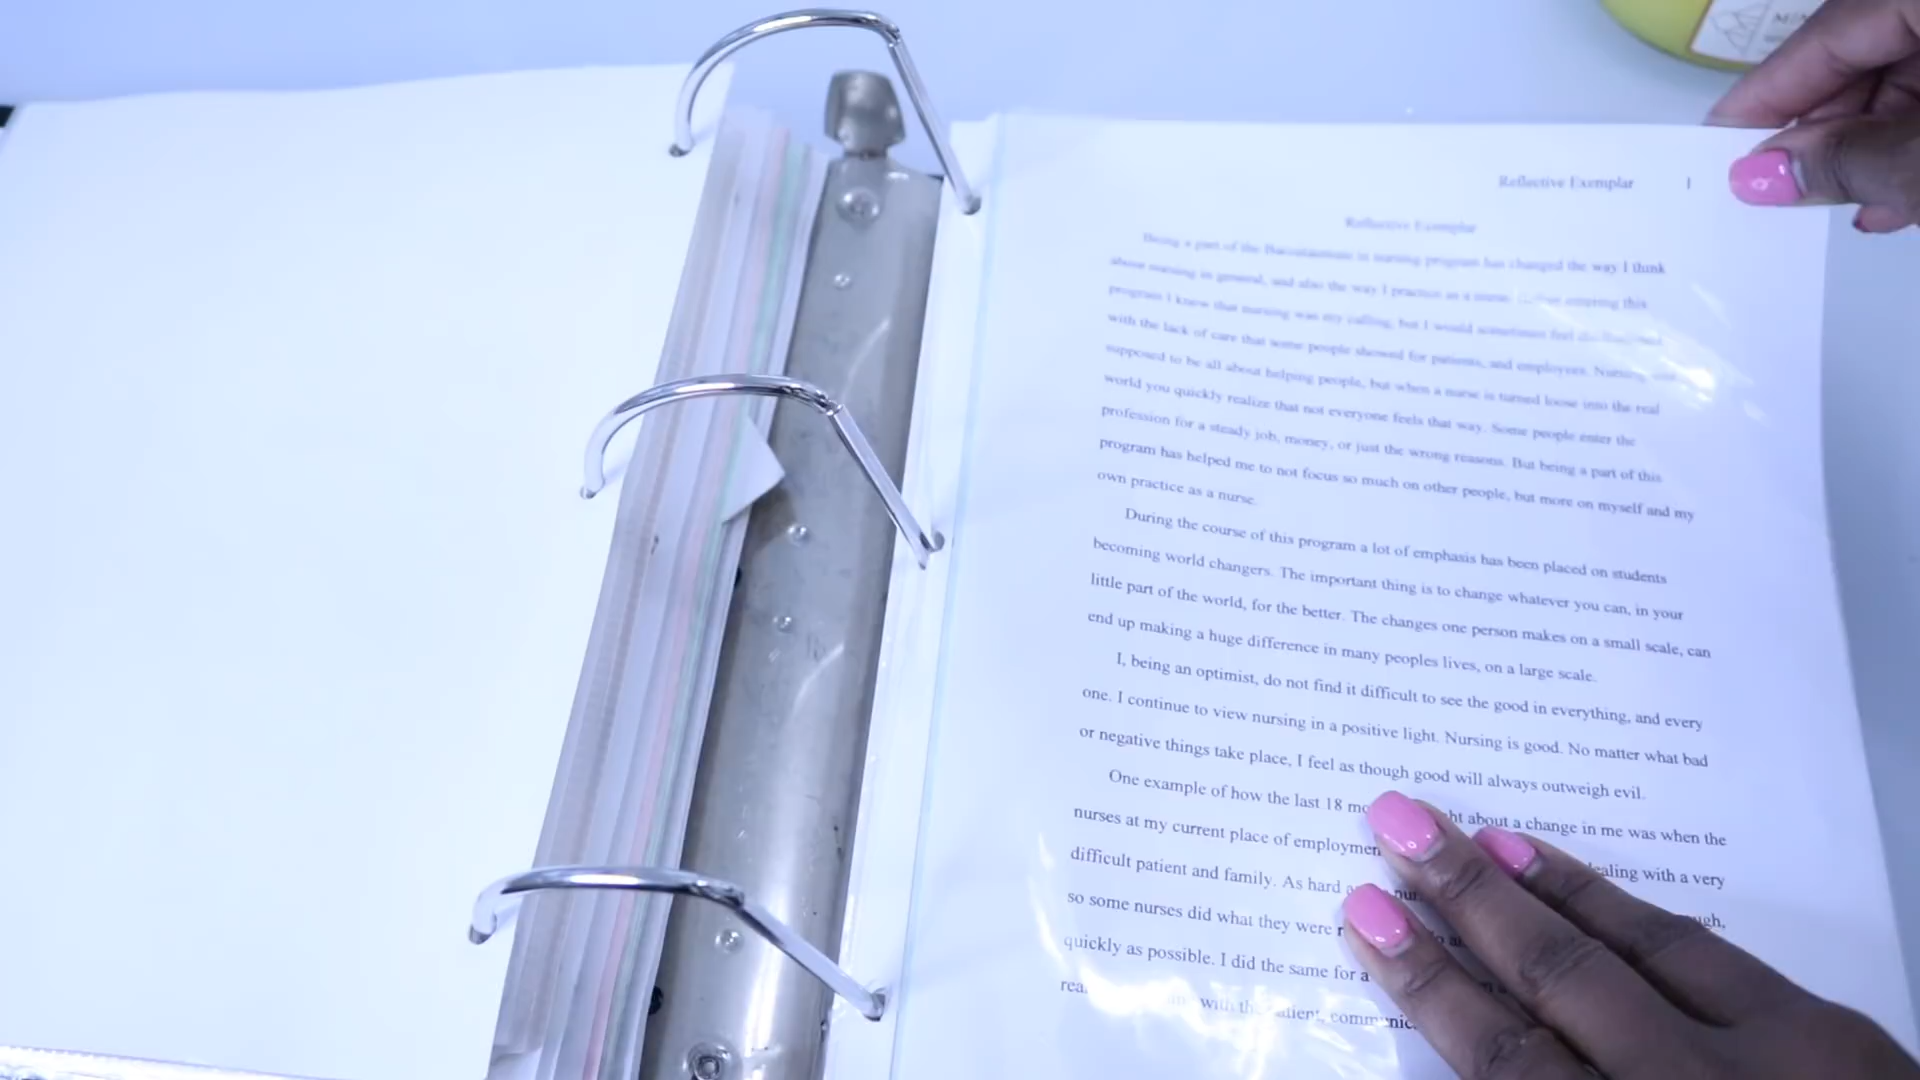 Reflective Exemplar 1
Reflective Exemplar
Being a part of the Baccalaureate in nursing program has changed the way I think
about nursing in general, and also the way I practice as a nurse. entering this
program I knew that nursing was my calling, but I would sometimes feel
with the lack of care that some people showed for patients, and employees. Nursing
supposed to be all about helping people, but when a nurse is turned loose into the real
world you quickly realize that not everyone feels that way. Some people enter the
profession for a steady job, money, or just the wrong reasons. But being a part of this
program has helped me to not focus so much on other people, but more on myself and my
own practice as a nurse.
During the course of this program a lot of emphasis has been placed on students
becoming world changers. The important thing is to change whatever you can, in your
little part of the world, for the better. The changes one person makes on a small scale, can
end up making a huge difference in many peoples lives, on a large scale.
I, being an optimist, do not find it difficult to see the good in everything, and every
one. I continue to view nursing in a positive light. Nursing is good. No matter what bad
or negative things take place, I feel as though good will always outweigh evil.
One example of how the last 18 about a change in me was when the
nurses at my current place of with a very
difficult patient and family. As hard
so some nurses did what they were
quickly as possible. I did the same for a
with the patient,